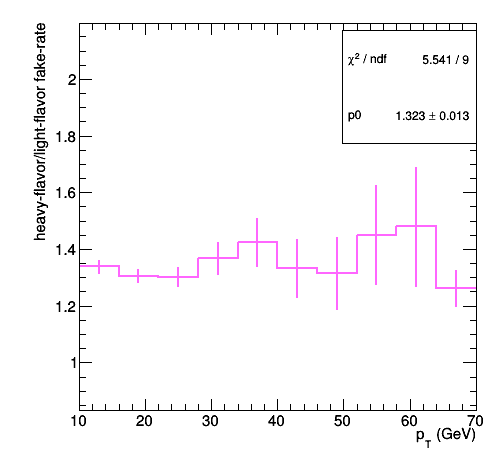 heavy-flavor/light-flavor fake-rate
χ² / ndf 5.541 / 9
p0 1.323 ± 0.013
2
1.8
1.6
1.4
1.2
1
10 20 30 40 50 60 70
p_T (GeV)